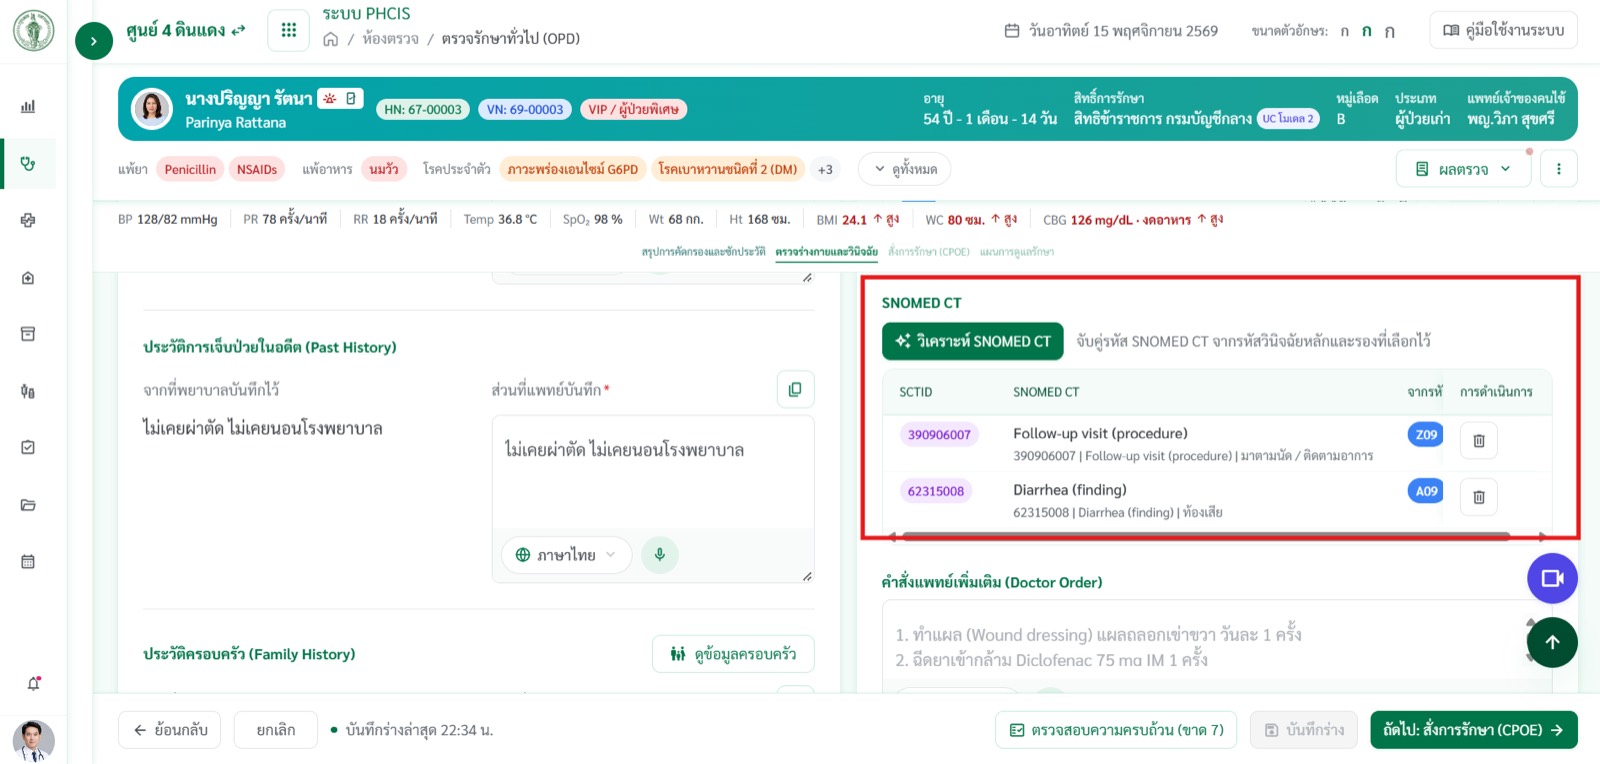 ศูนย์ 4 ดินแดง
ระบบ PHCIS
/ ห้องตรวจ / ตรวจรักษาทั่วไป (OPD)
วันอาทิตย์ 15 พฤศจิกายน 2569
ขนาดตัวอักษร: ก ก ก
คู่มือใช้งานระบบ
นางปริญญา รัตนา
Parinya Rattana
HN: 67-00003
VN: 69-00003
VIP / ผู้ป่วยพิเศษ
อายุ
54 ปี - 1 เดือน - 14 วัน
สิทธิ์การรักษา
สิทธิข้าราชการ กรมบัญชีกลาง UC โมเดล 2
หมู่เลือด
B
ประเภท
ผู้ป่วยเก่า
แพทย์เจ้าของคนไข้
พญ.วิภา สุขศรี
แพ้ยา Penicillin NSAIDs แพ้อาหาร นมวัว โรคประจำตัว ภาวะพร่องเอนไซม์ G6PD โรคเบาหวานชนิดที่ 2 (DM) +3 ดูทั้งหมด
ผลตรวจ
BP 128/82 mmHg PR 78 ครั้ง/นาที RR 18 ครั้ง/นาที Temp 36.8 °C SpO₂ 98 % Wt 68 กก. Ht 168 ซม. BMI 24.1 ↑ สูง WC 80 ซม. ↑ สูง CBG 126 mg/dL · งดอาหาร ↑ สูง
สรุปการคัดกรองและซักประวัติ ตรวจร่างกายและวินิจฉัย สั่งการรักษา (CPOE) แผนการดูแลรักษา
ประวัติการเจ็บป่วยในอดีต (Past History)
จากที่พยาบาลบันทึกไว้
ไม่เคยผ่าตัด ไม่เคยนอนโรงพยาบาล
ส่วนที่แพทย์บันทึก*
ไม่เคยผ่าตัด ไม่เคยนอนโรงพยาบาล
ภาษาไทย
ประวัติครอบครัว (Family History)
ดูข้อมูลครอบครัว
SNOMED CT
วิเคราะห์ SNOMED CT
จับคู่รหัส SNOMED CT จากรหัสวินิจฉัยหลักและรองที่เลือกไว้
SCTID SNOMED CT จากรหั การดำเนินการ
390906007 Follow-up visit (procedure) Z09
390906007 | Follow-up visit (procedure) | มาตามนัด / ติดตามอาการ
62315008 Diarrhea (finding) A09
62315008 | Diarrhea (finding) | ท้องเสีย
คำสั่งแพทย์เพิ่มเติม (Doctor Order)
1. ทำแผล (Wound dressing) แผลถลอกเข่าขวา วันละ 1 ครั้ง
2. ฉีดยาเข้ากล้าม Diclofenac 75 mg IM 1 ครั้ง
← ย้อนกลับ
ยกเลิก
บันทึกร่างล่าสุด 22:34 น.
ตรวจสอบความครบถ้วน (ขาด 7)
บันทึกร่าง
ถัดไป: สั่งการรักษา (CPOE) →